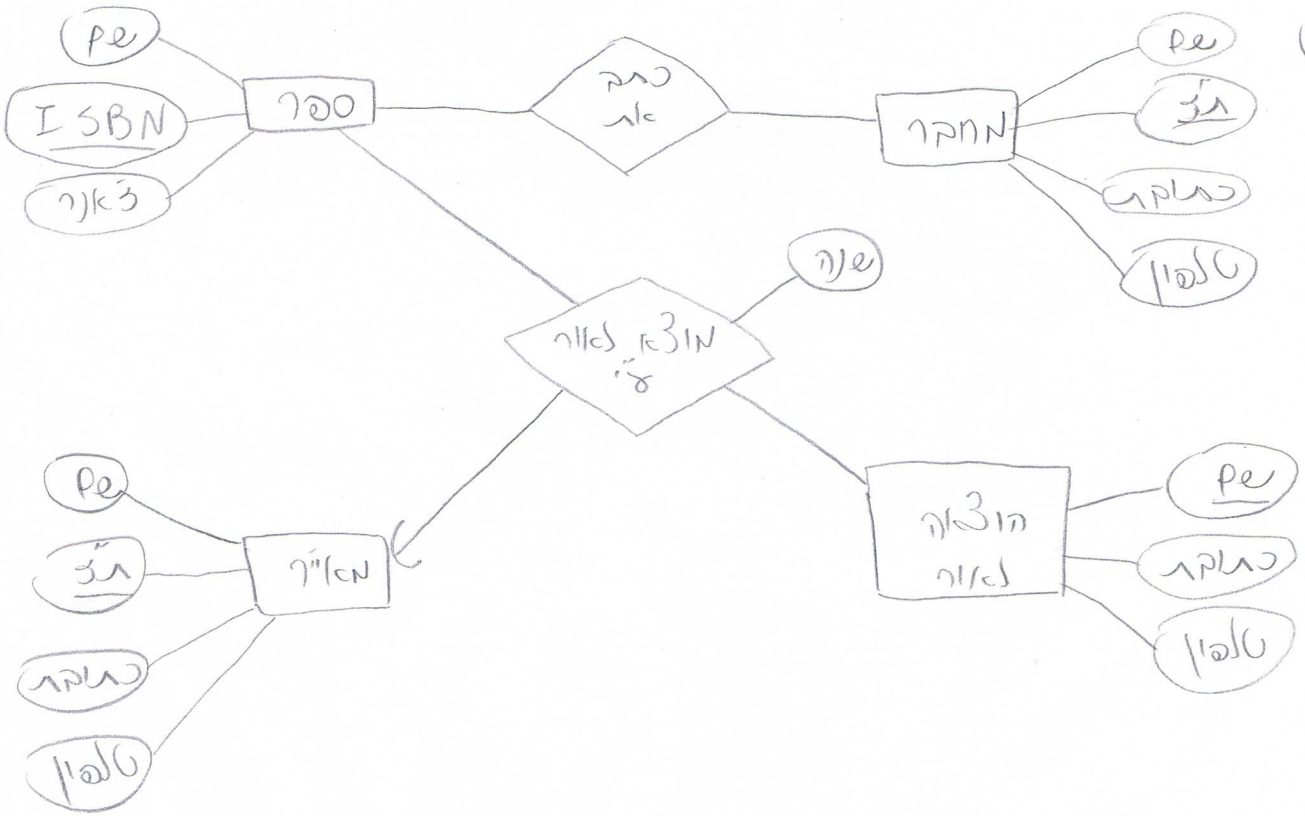 שם
ISBN
ז'אנר
ספר
כתב
את
מחבר
שם
ת"ז
כתובת
טלפון
שנה
מוצא לאור
ע"י
שם
ת"ז
כתובת
טלפון
מאייר
הוצאה
לאור
שם
כתובת
טלפון